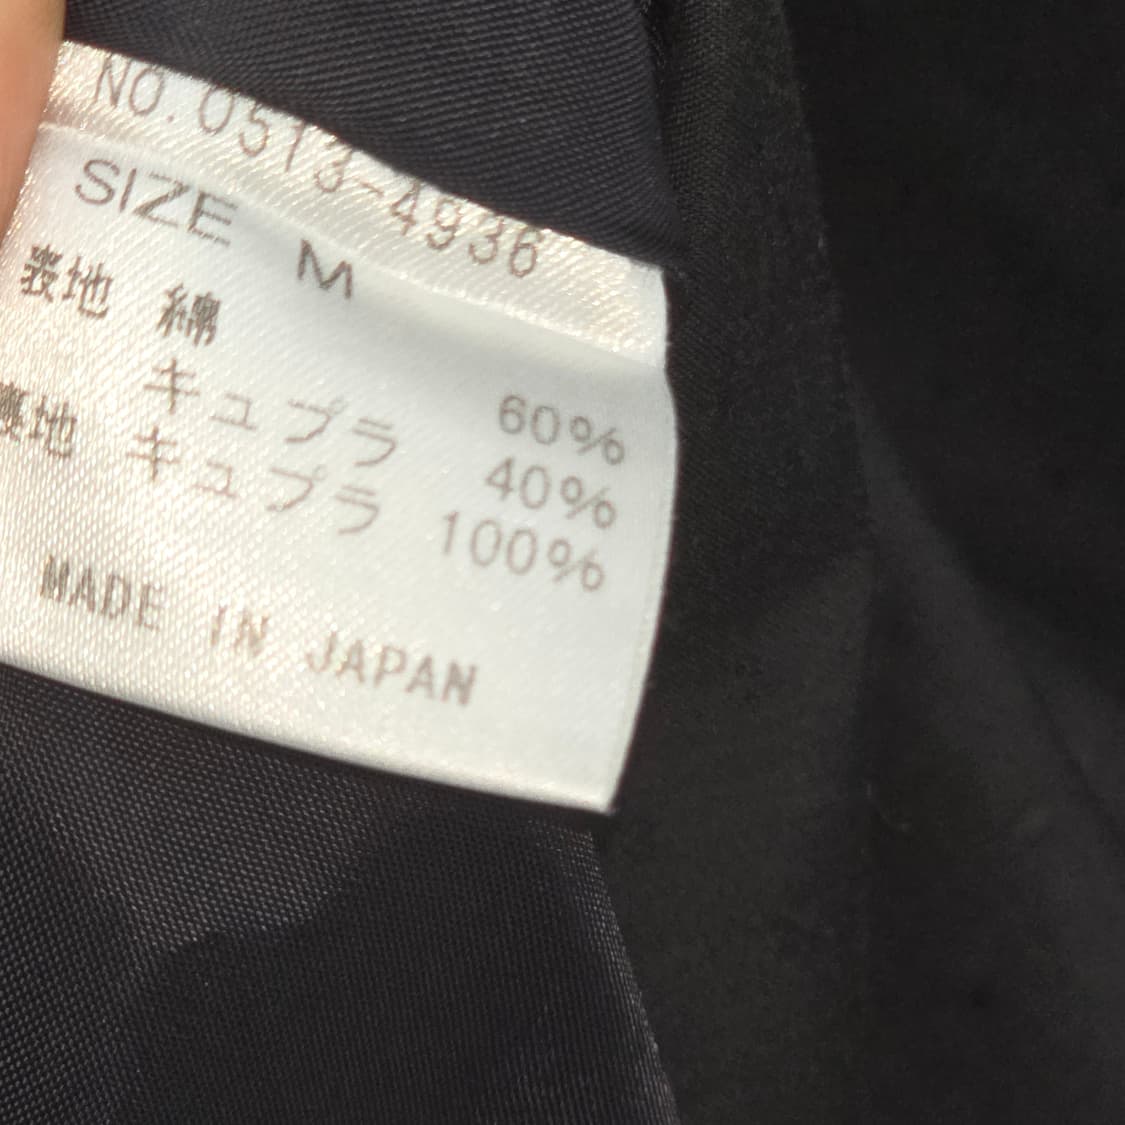 NO.0513-4936
SIZE M
表地 綿 60%
キュプラ 40%
裏地 キュプラ 100%
MADE IN JAPAN